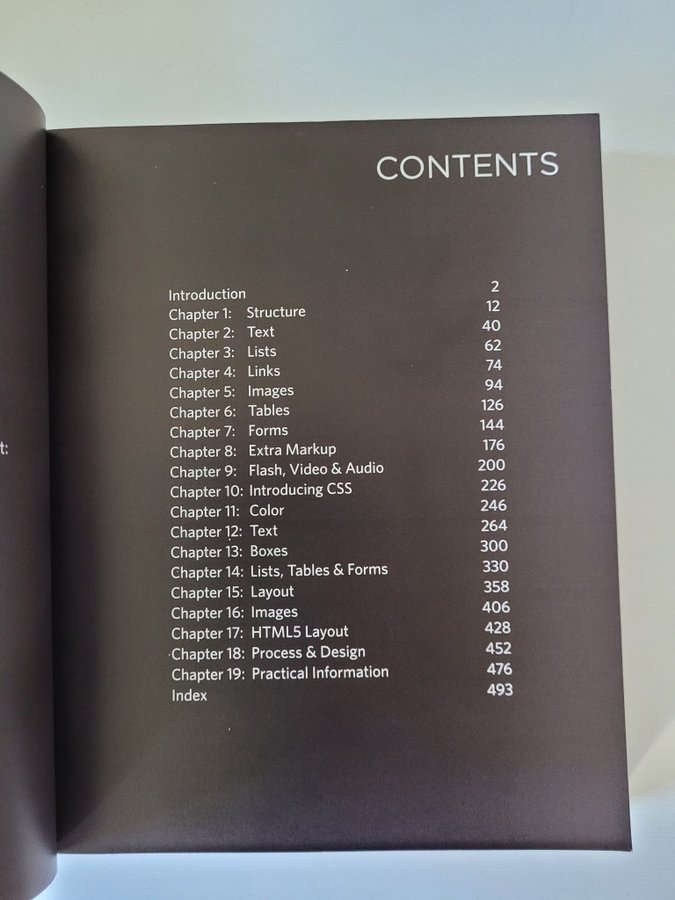 CONTENTS
Introduction 2
Chapter 1: Structure 12
Chapter 2: Text 40
Chapter 3: Lists 62
Chapter 4: Links 74
Chapter 5: Images 94
Chapter 6: Tables 126
Chapter 7: Forms 144
Chapter 8: Extra Markup 176
Chapter 9: Flash, Video & Audio 200
Chapter 10: Introducing CSS 226
Chapter 11: Color 246
Chapter 12: Text 264
Chapter 13: Boxes 300
Chapter 14: Lists, Tables & Forms 330
Chapter 15: Layout 358
Chapter 16: Images 406
Chapter 17: HTML5 Layout 428
Chapter 18: Process & Design 452
Chapter 19: Practical Information 476
Index 493